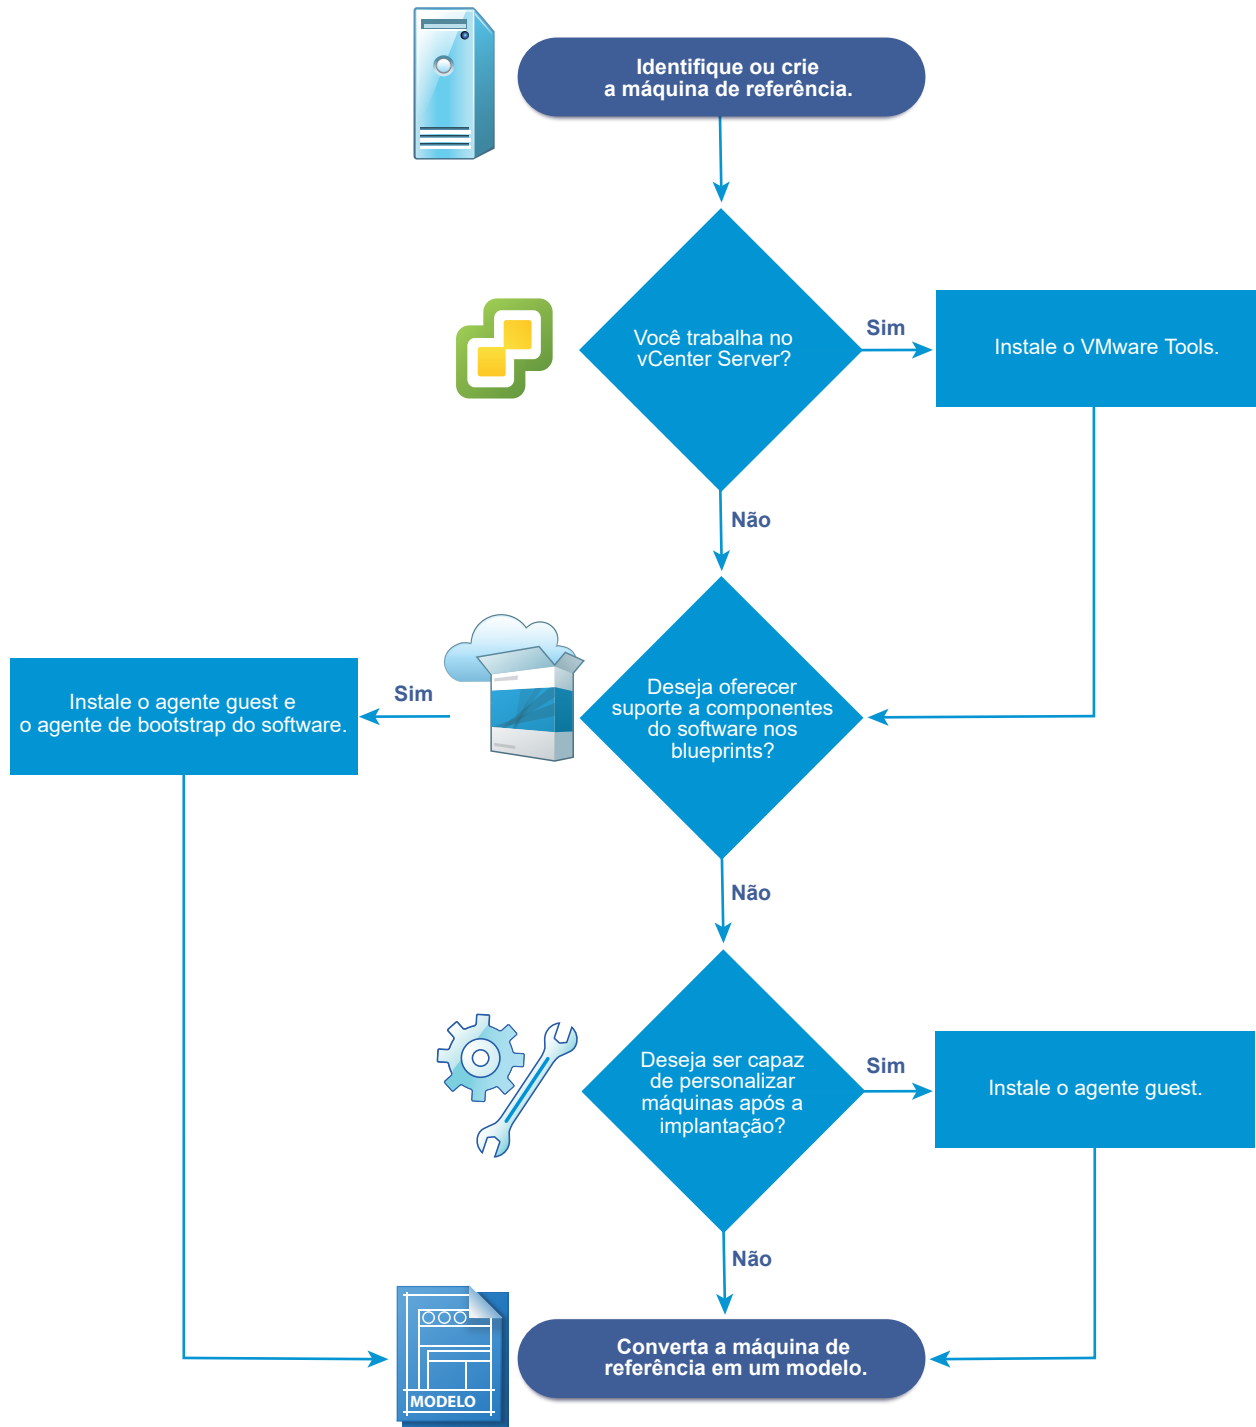 Identifique ou crie
a máquina de referência.
Você trabalha no
vCenter Server?
Sim
Instale o VMware Tools.
Não
Deseja oferecer
suporte a componentes
do software nos
blueprints?
Sim
Instale o agente guest e
o agente de bootstrap do software.
Não
Deseja ser capaz
de personalizar
máquinas após a
implantação?
Sim
Instale o agente guest.
Não
MODELO
Converta a máquina de
referência em um modelo.